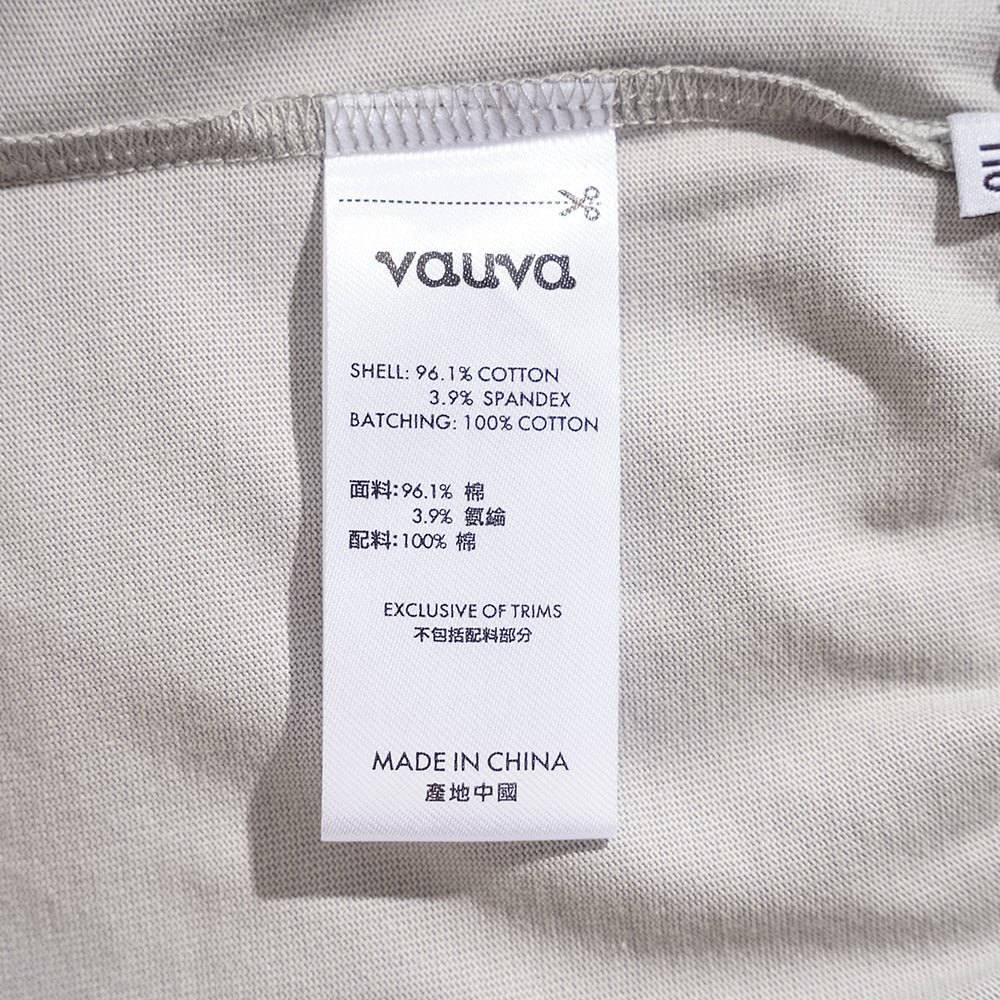 vauva
SHELL: 96.1% COTTON
3.9% SPANDEX
BATCHING: 100% COTTON
面料:96.1% 棉
3.9% 氨綸
配料:100% 棉
EXCLUSIVE OF TRIMS
不包括配料部分
MADE IN CHINA
產地中國